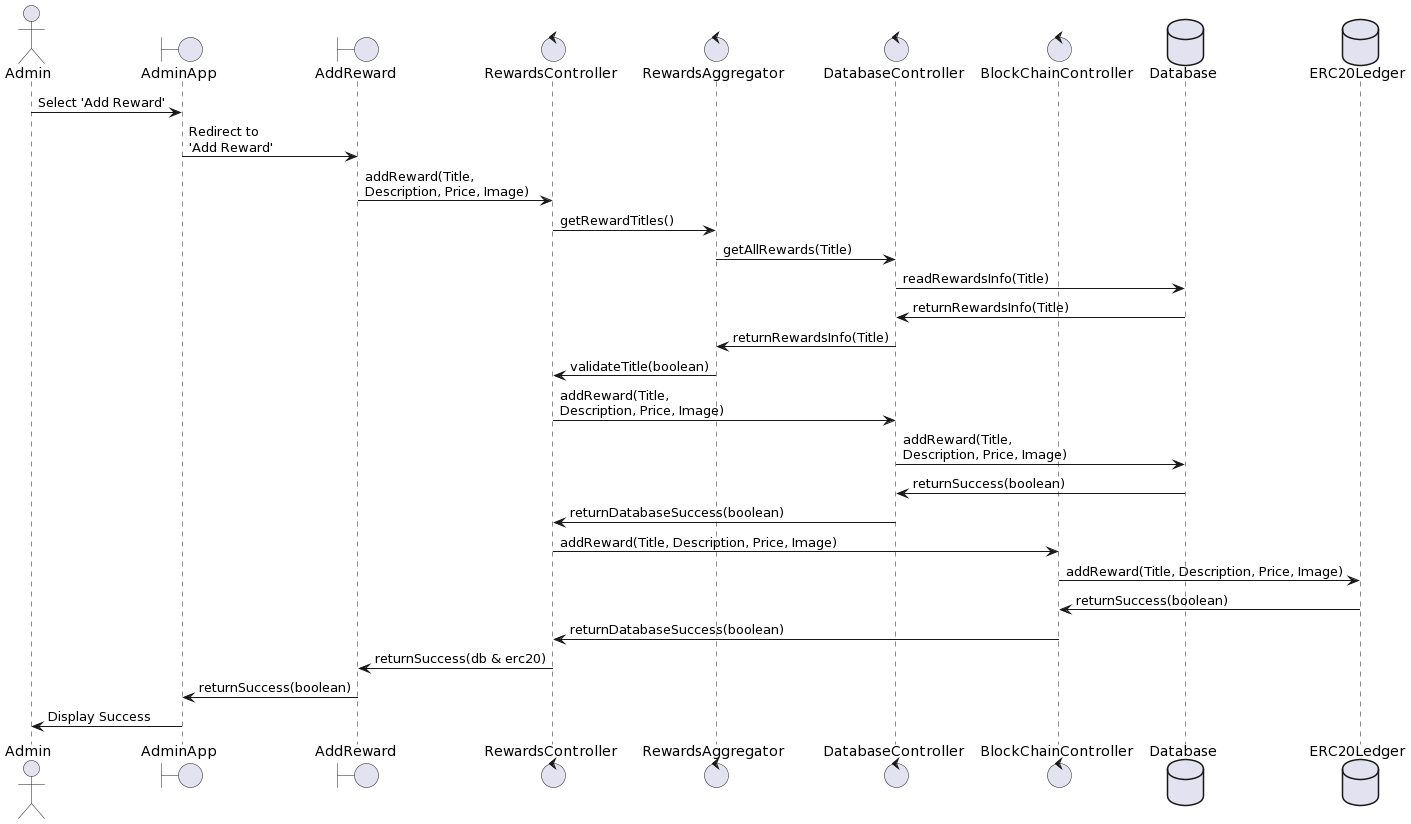 Admin
AdminApp
AddReward
RewardsController
RewardsAggregator
DatabaseController
BlockChainController
Database
ERC20Ledger
Select 'Add Reward'
Redirect to
'Add Reward'
addReward(Title,
Description, Price, Image)
getRewardTitles()
getAllRewards(Title)
readRewardsInfo(Title)
returnRewardsInfo(Title)
returnRewardsInfo(Title)
validateTitle(boolean)
addReward(Title,
Description, Price, Image)
addReward(Title,
Description, Price, Image)
returnSuccess(boolean)
returnDatabaseSuccess(boolean)
addReward(Title, Description, Price, Image)
addReward(Title, Description, Price, Image)
returnSuccess(boolean)
returnDatabaseSuccess(boolean)
returnSuccess(db & erc20)
returnSuccess(boolean)
Display Success
Admin
AdminApp
AddReward
RewardsController
RewardsAggregator
DatabaseController
BlockChainController
Database
ERC20Ledger